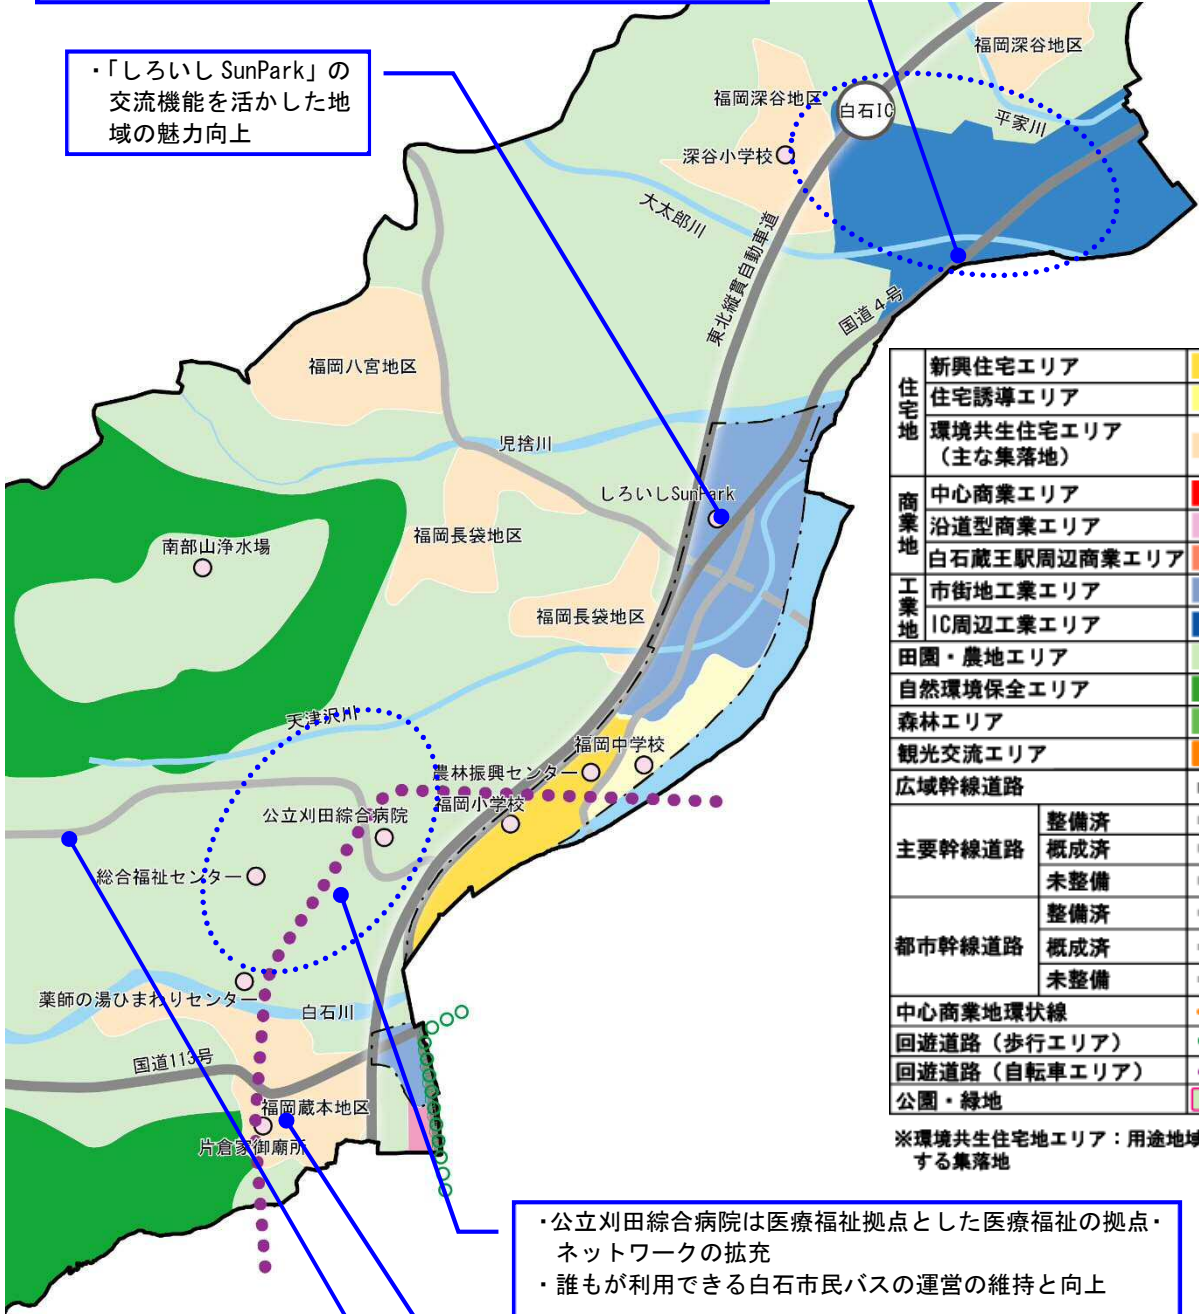 ・「しろいし SunPark」の
交流機能を活かした地
域の魅力向上
福岡深谷地区
福岡深谷地区
白石IC
平家川
深谷小学校
大太郎川
東北縦貫自動車道
国道４号
福岡八宮地区
児捨川
しろいしSunPark
福岡長袋地区
南部山浄水場
福岡長袋地区
天津沢川
福岡中学校
農林振興センター
福岡小学校
公立刈田綜合病院
総合福祉センター
薬師の湯ひまわりセンター
白石川
国道113号
福岡蔵本地区
片倉家御廟所
住宅地
新興住宅エリア
住宅誘導エリア
環境共生住宅エリア
（主な集落地）
商業地
中心商業エリア
沿道型商業エリア
白石蔵王駅周辺商業エリア
工業地
市街地工業エリア
IC周辺工業エリア
田園・農地エリア
自然環境保全エリア
森林エリア
観光交流エリア
広域幹線道路
主要幹線道路
整備済
概成済
未整備
都市幹線道路
整備済
概成済
未整備
中心商業地環状線
回遊道路（歩行エリア）
回遊道路（自転車エリア）
公園・緑地
※環境共生住宅地エリア：用途地域
する集落地
・公立刈田綜合病院は医療福祉拠点とした医療福祉の拠点・
ネットワークの拡充
・誰もが利用できる白石市民バスの運営の維持と向上